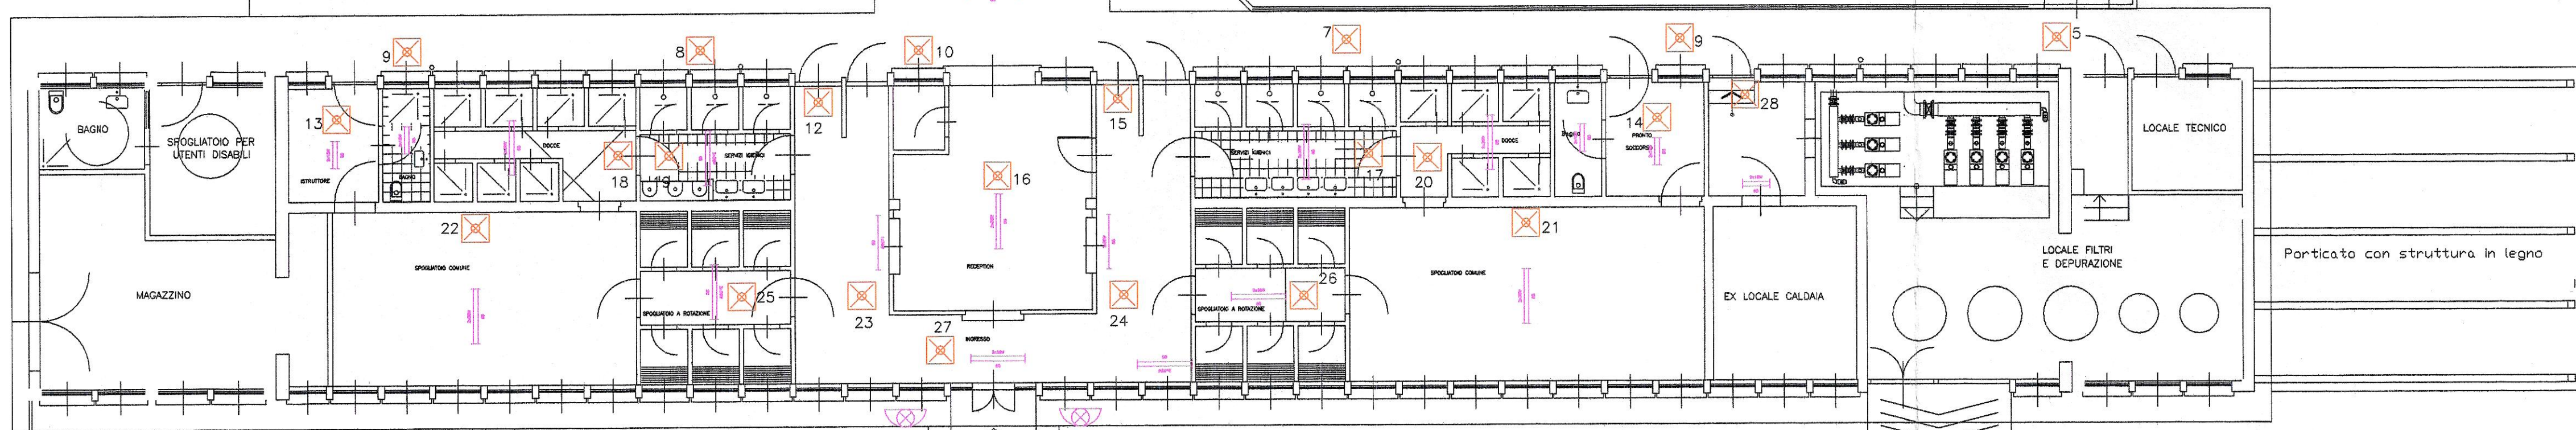 7
9
5
8
10
9
28
12
15
13
14
BAGNO
SPOGLIATOIO PER
UTENTI DISABILI
LOCALE TECNICO
DOCCE
SERVIZI IGIENICI
SERVIZI IGIENICI
DOCCE
BAGNO
PRONTO
SOCCORSO
ISTRUTTORE
BAGNO
18
19
16
17
20
22
21
SPOGLIATOIO COMUNE
RECEPTION
SPOGLIATOIO COMUNE
LOCALE FILTRI
E DEPURAZIONE
Porticato con struttura in legno
MAGAZZINO
25
26
EX LOCALE CALDAIA
SPOGLIATOIO A ROTAZIONE
SPOGLIATOIO A ROTAZIONE
23
24
27
INGRESSO